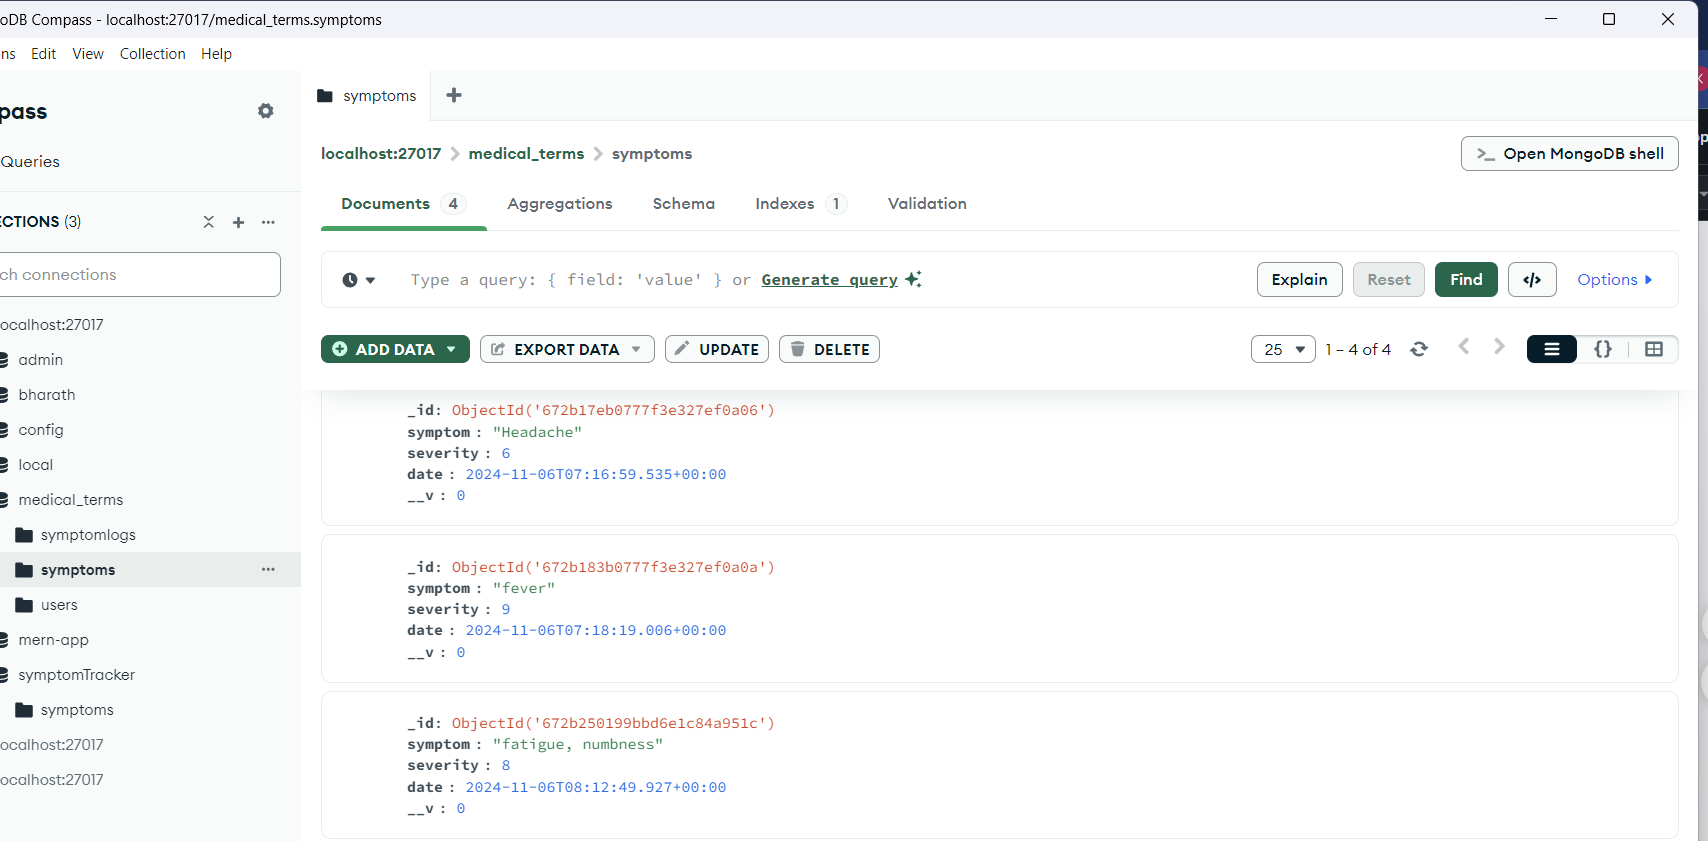 oDB Compass - localhost:27017/medical_terms.symptoms
ns Edit View Collection Help
pass
Queries
ECTIONS (3)
ch connections
ocalhost:27017
admin
bharath
config
local
medical_terms
symptomlogs
symptoms
users
mern-app
symptomTracker
symptoms
ocalhost:27017
ocalhost:27017
symptoms
localhost:27017 > medical_terms > symptoms
Open MongoDB shell
Documents 4 Aggregations Schema Indexes 1 Validation
Type a query: { field: 'value' } or Generate query
Explain Reset Find </> Options
ADD DATA EXPORT DATA UPDATE DELETE
25 1 – 4 of 4 {}
_id: ObjectId('672b17eb0777f3e327ef0a06')
symptom : "Headache"
severity : 6
date : 2024-11-06T07:16:59.535+00:00
__v : 0
_id: ObjectId('672b183b0777f3e327ef0a0a')
symptom : "fever"
severity : 9
date : 2024-11-06T07:18:19.006+00:00
__v : 0
_id: ObjectId('672b250199bbd6e1c84a951c')
symptom : "fatigue, numbness"
severity : 8
date : 2024-11-06T08:12:49.927+00:00
__v : 0